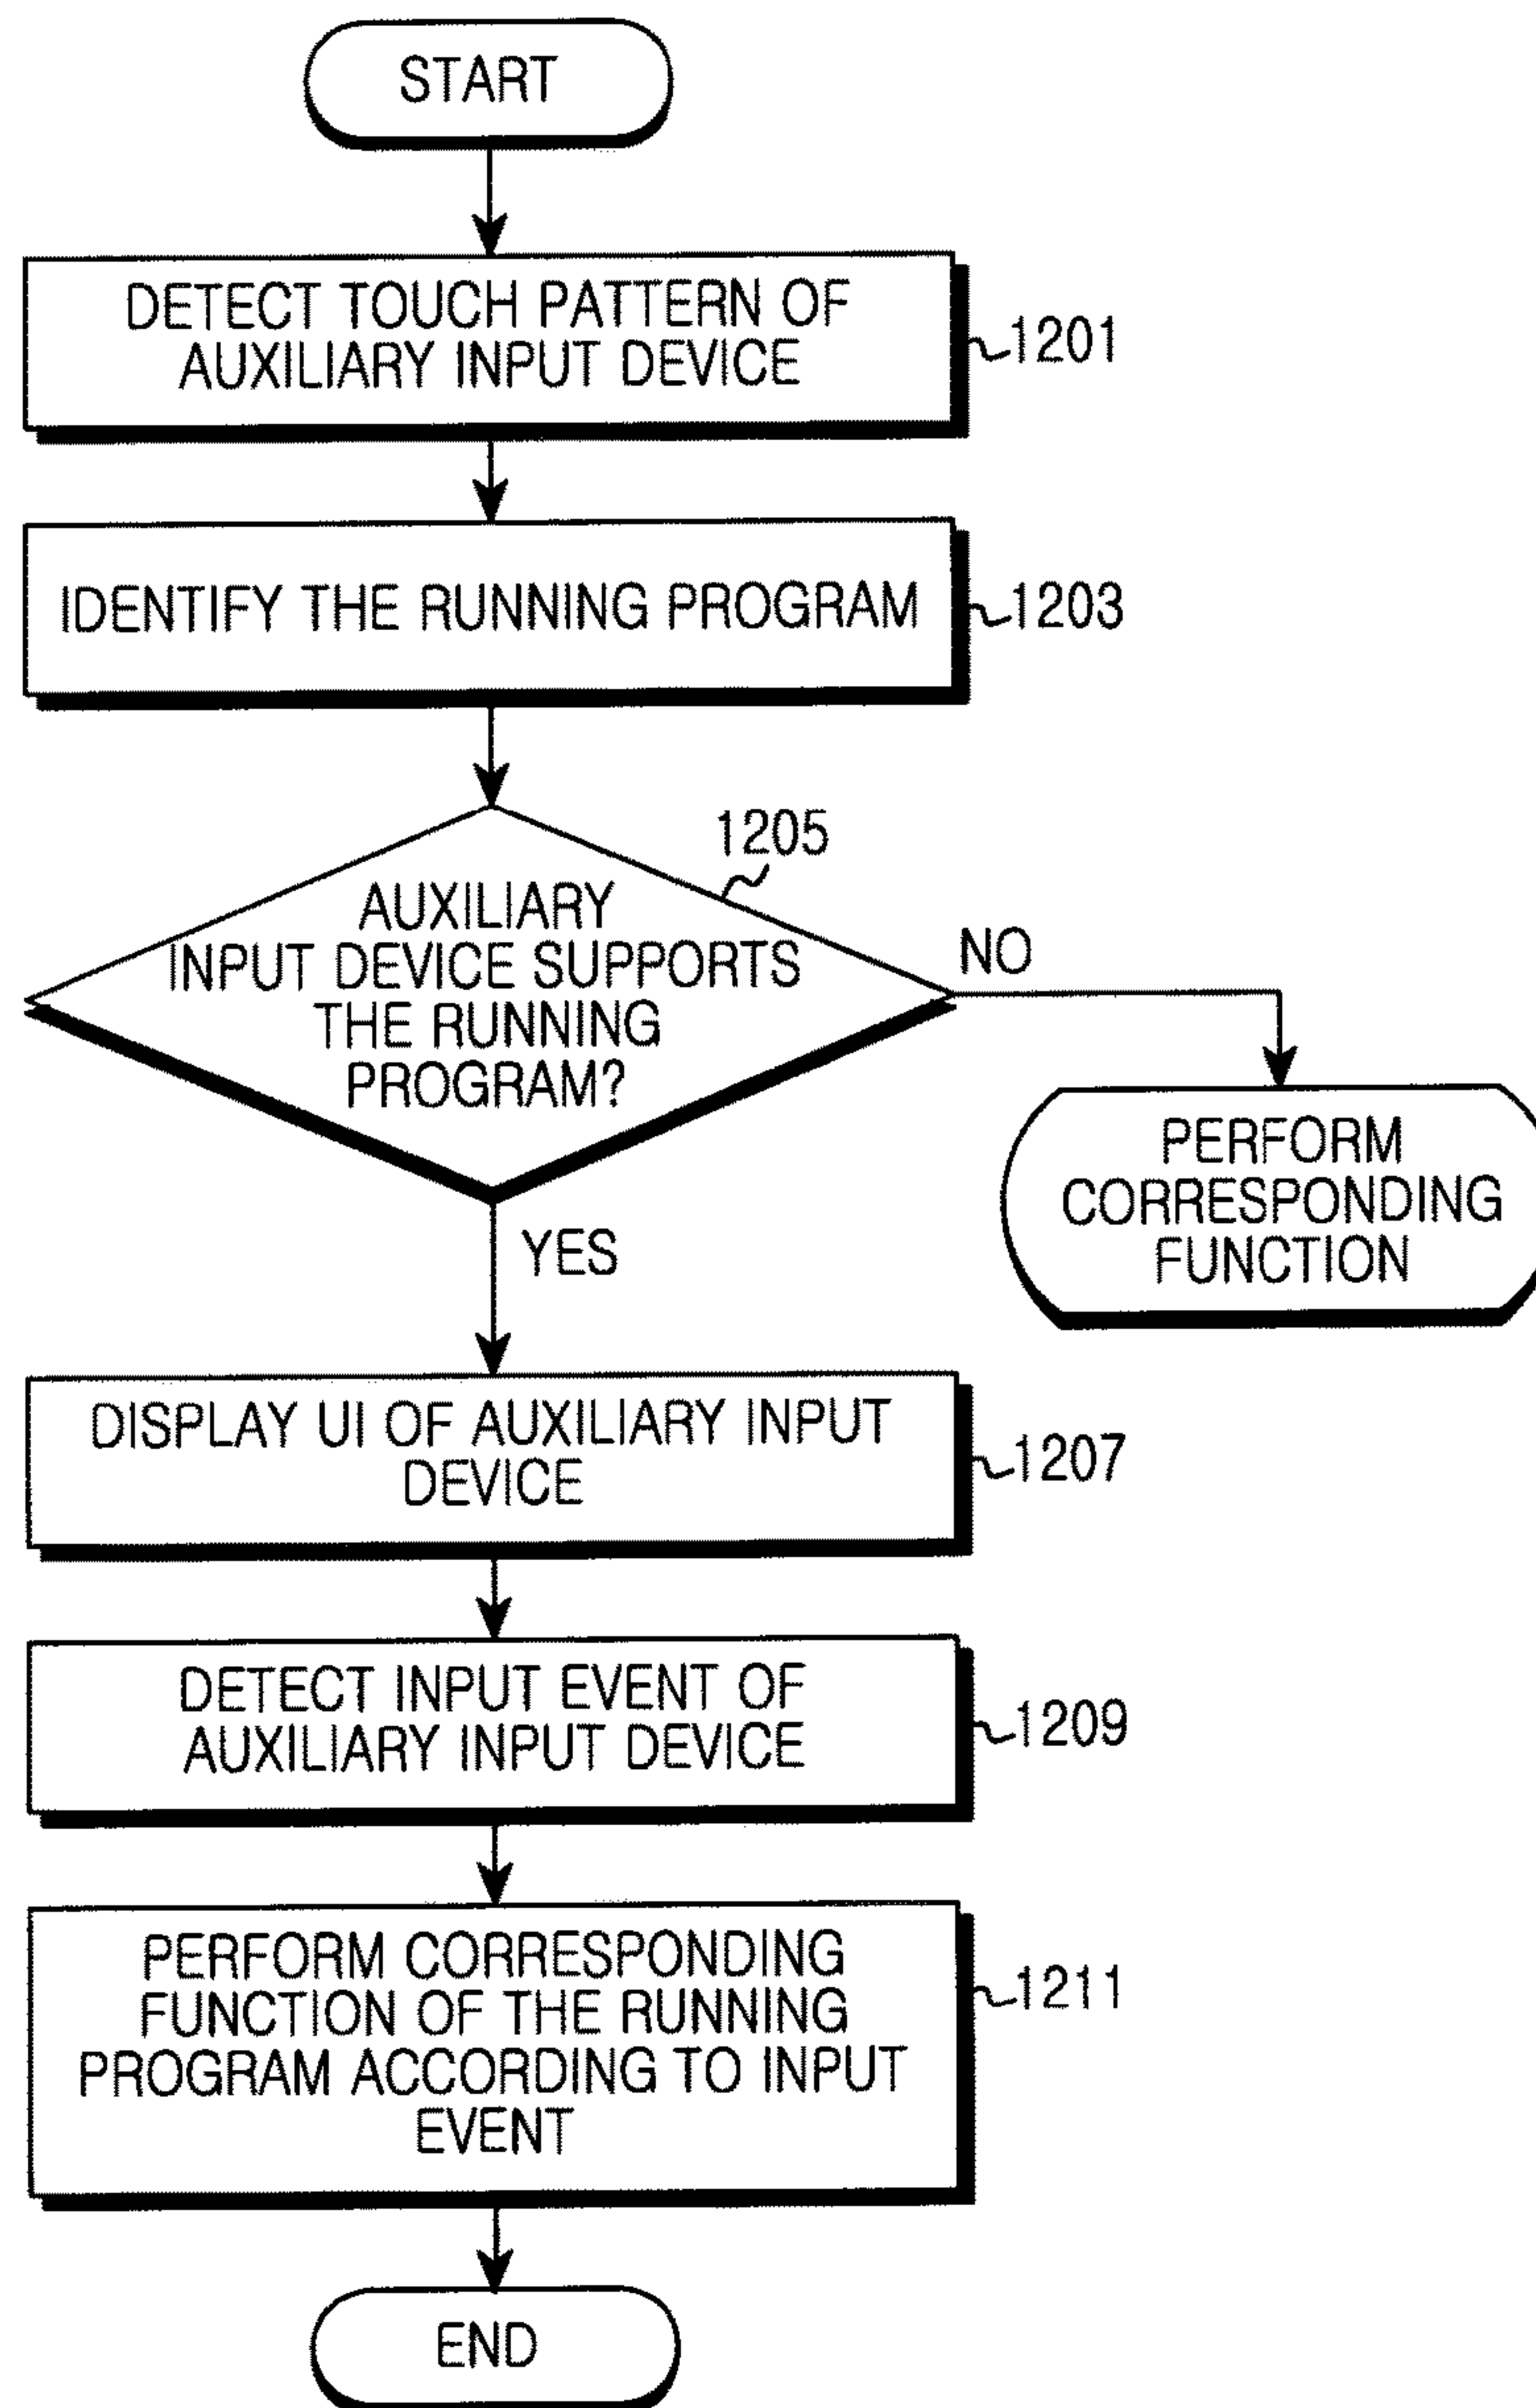 START
DETECT TOUCH PATTERN OF
AUXILIARY INPUT DEVICE
1201
IDENTIFY THE RUNNING PROGRAM
1203
1205
AUXILIARY
INPUT DEVICE SUPPORTS
THE RUNNING
PROGRAM?
NO
PERFORM
CORRESPONDING
FUNCTION
YES
DISPLAY UI OF AUXILIARY INPUT
DEVICE
1207
DETECT INPUT EVENT OF
AUXILIARY INPUT DEVICE
1209
PERFORM CORRESPONDING
FUNCTION OF THE RUNNING
PROGRAM ACCORDING TO INPUT
EVENT
1211
END